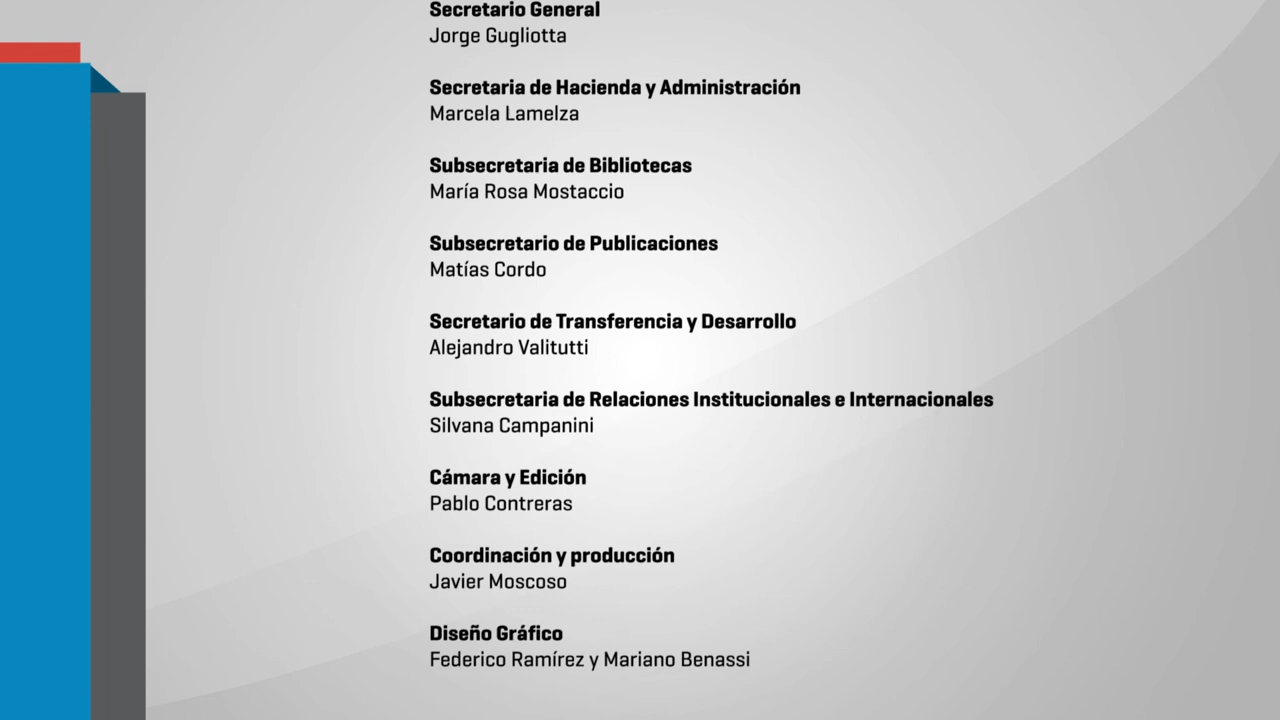 Secretario General
Jorge Gugliotta
Secretaria de Hacienda y Administración
Marcela Lamelza
Subsecretaria de Bibliotecas
María Rosa Mostaccio
Subsecretario de Publicaciones
Matías Cordo
Secretario de Transferencia y Desarrollo
Alejandro Valitutti
Subsecretaria de Relaciones Institucionales e Internacionales
Silvana Campanini
Cámara y Edición
Pablo Contreras
Coordinación y producción
Javier Moscoso
Diseño Gráfico
Federico Ramírez y Mariano Benassi